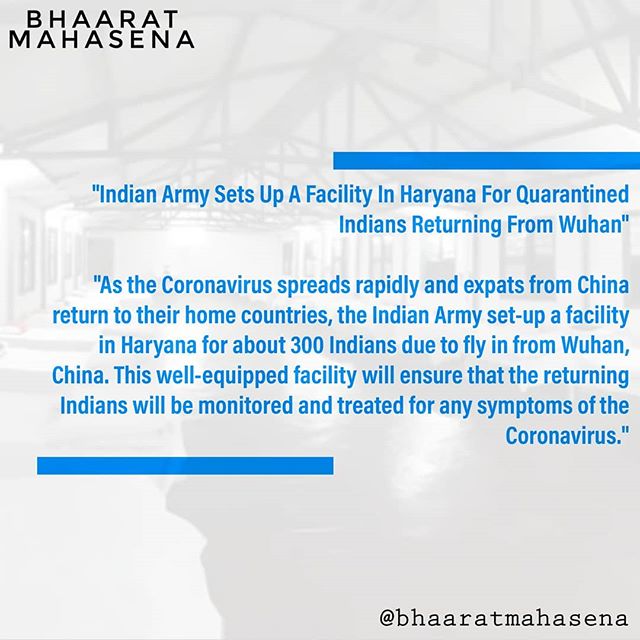 BHAARAT
MAHASENA
"Indian Army Sets Up A Facility In Haryana For Quarantined
Indians Returning From Wuhan"
"As the Coronavirus spreads rapidly and expats from China
return to their home countries, the Indian Army set-up a facility
in Haryana for about 300 Indians due to fly in from Wuhan,
China. This well-equipped facility will ensure that the returning
Indians will be monitored and treated for any symptoms of the
Coronavirus."
@bhaaratmahasena